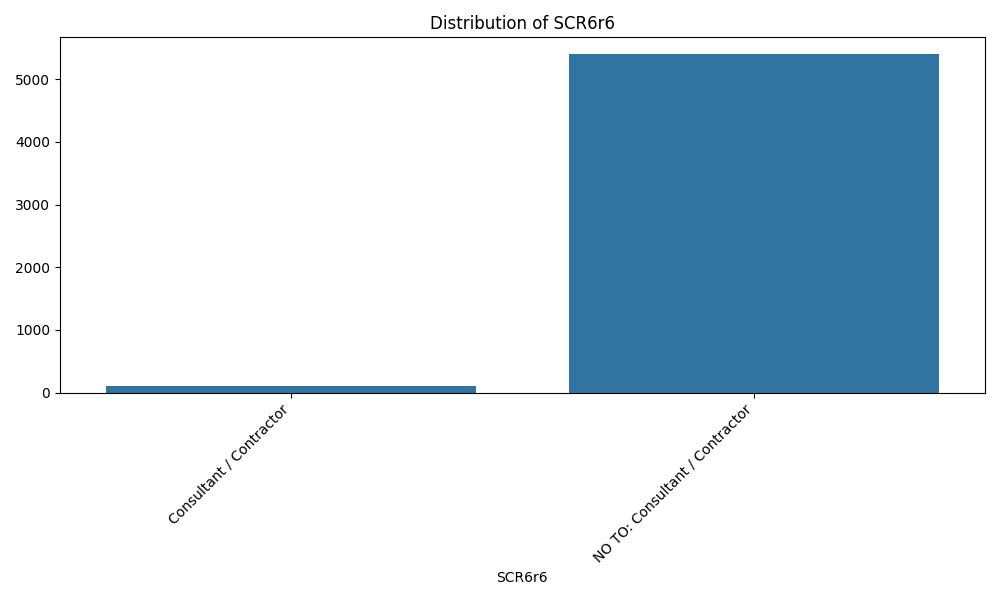 Distribution of SCR6r6
5000
4000
3000
2000
1000
0
Consultant / Contractor
NO TO: Consultant / Contractor
SCR6r6